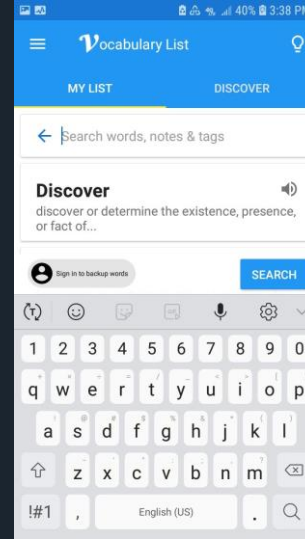 40% 3:38 PM
Vocabulary List
MY LIST DISCOVER
Search words, notes & tags
Discover
discover or determine the existence, presence,
or fact of...
Sign in to backup words
SEARCH
1 2 3 4 5 6 7 8 9 0
q w e r t y u i o p
a s d f g h j k l
z x c v b n m
!#1 , English (US) .